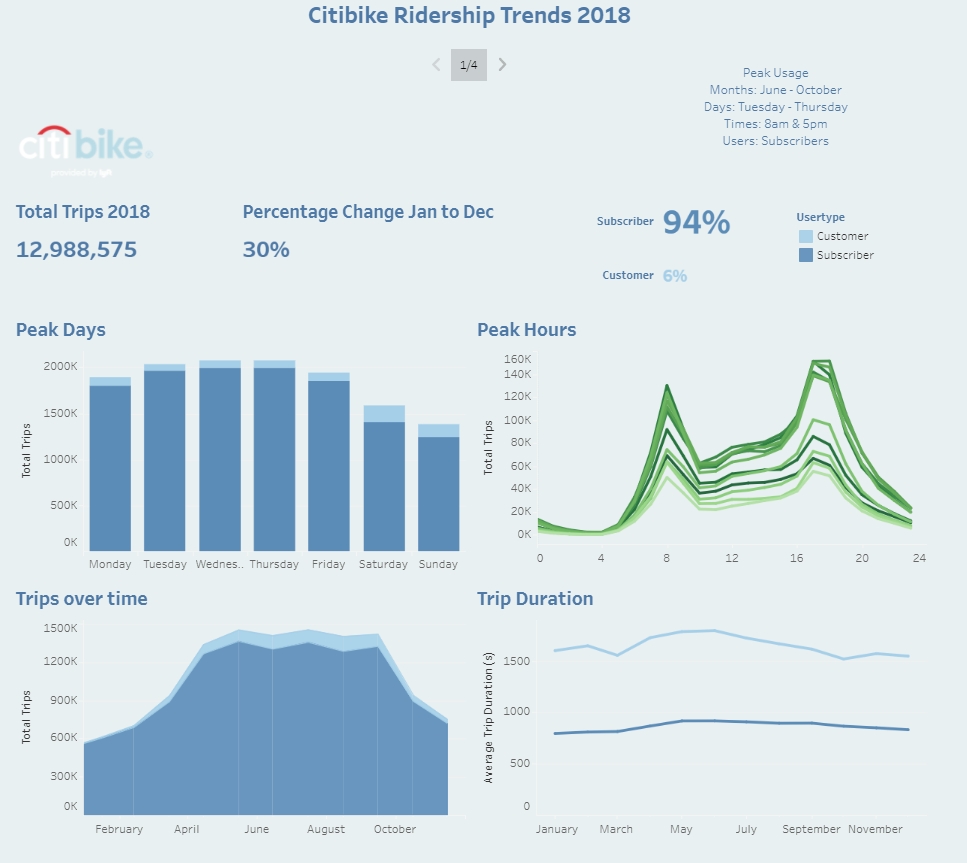 Citibike Ridership Trends 2018
1/4
Peak Usage
Months: June - October
Days: Tuesday - Thursday
Times: 8am & 5pm
Users: Subscribers
citibike®
provided by lyft
Total Trips 2018
12,988,575
Percentage Change Jan to Dec
30%
Subscriber 94%
Customer 6%
Usertype
Customer
Subscriber
Peak Days
Total Trips
2000K
1500K
1000K
500K
0K
Monday Tuesday Wednes.. Thursday Friday Saturday Sunday
Peak Hours
Total Trips
160K
140K
120K
100K
80K
60K
40K
20K
0K
0 4 8 12 16 20 24
Trips over time
Total Trips
1500K
1200K
900K
600K
300K
0K
February April June August October
Trip Duration
Average Trip Duration (s)
1500
1000
500
0
January March May July September November